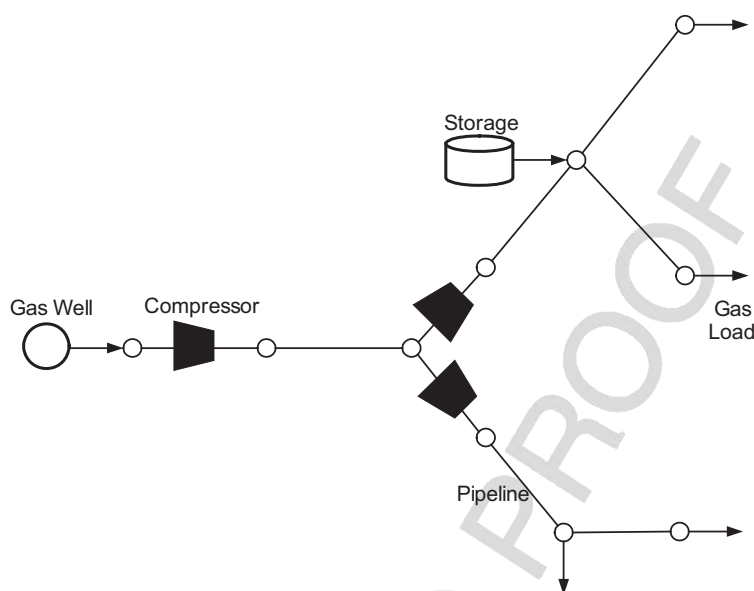 Storage
Gas Well
Compressor
Gas
Load
Pipeline
PROOF